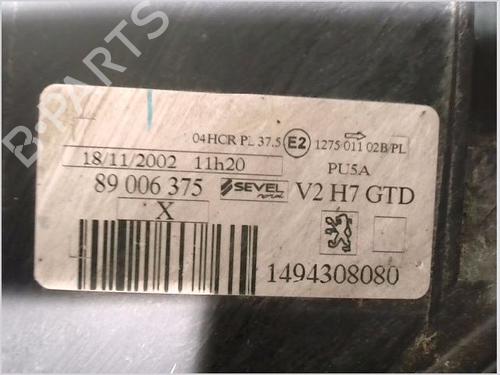 04HCR PL 37.5 E2 1275 011 02B/PL
18/11/2002 11h20 PU5A
89 006 375 SEVEL V2 H7 GTD
X
1494308080
B-PARTS